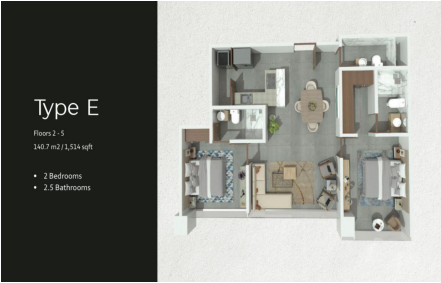 Type E
Floors 2 - 5
140.7 m2 / 1,514 sqft
• 2 Bedrooms
• 2.5 Bathrooms